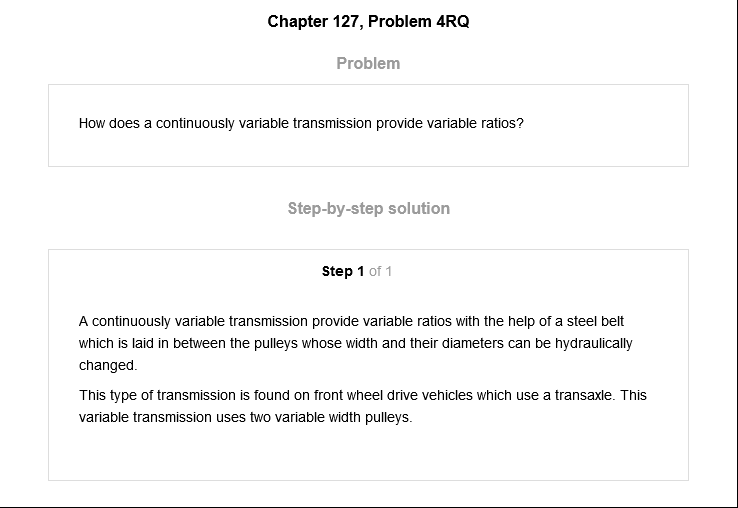 Chapter 127, Problem 4RQ
Problem
How does a continuously variable transmission provide variable ratios?
Step-by-step solution
Step 1 of 1
A continuously variable transmission provide variable ratios with the help of a steel belt
which is laid in between the pulleys whose width and their diameters can be hydraulically
changed.
This type of transmission is found on front wheel drive vehicles which use a transaxle. This
variable transmission uses two variable width pulleys.